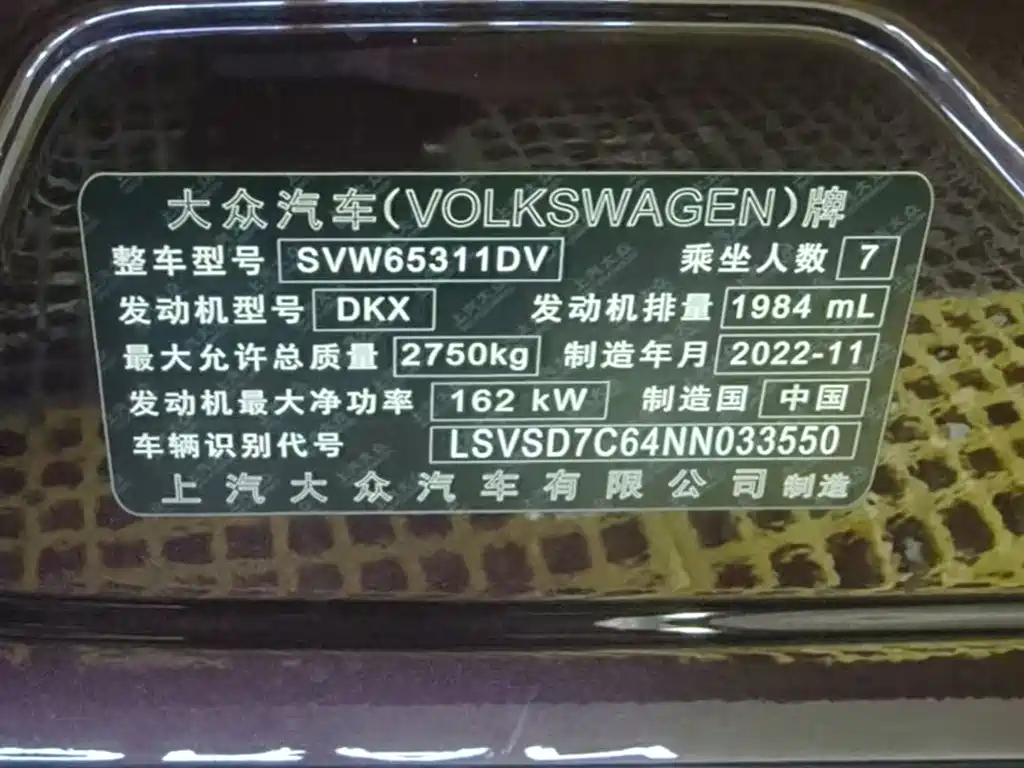 大众汽车(VOLKSWAGEN)牌
整车型号 SVW65311DV 乘坐人数 7
发动机型号 DKX 发动机排量 1984 mL
最大允许总质量 2750kg 制造年月 2022-11
发动机最大净功率 162 kW 制造国 中国
车辆识别代号 LSVSD7C64NN033550
上汽大众汽车有限公司 制造